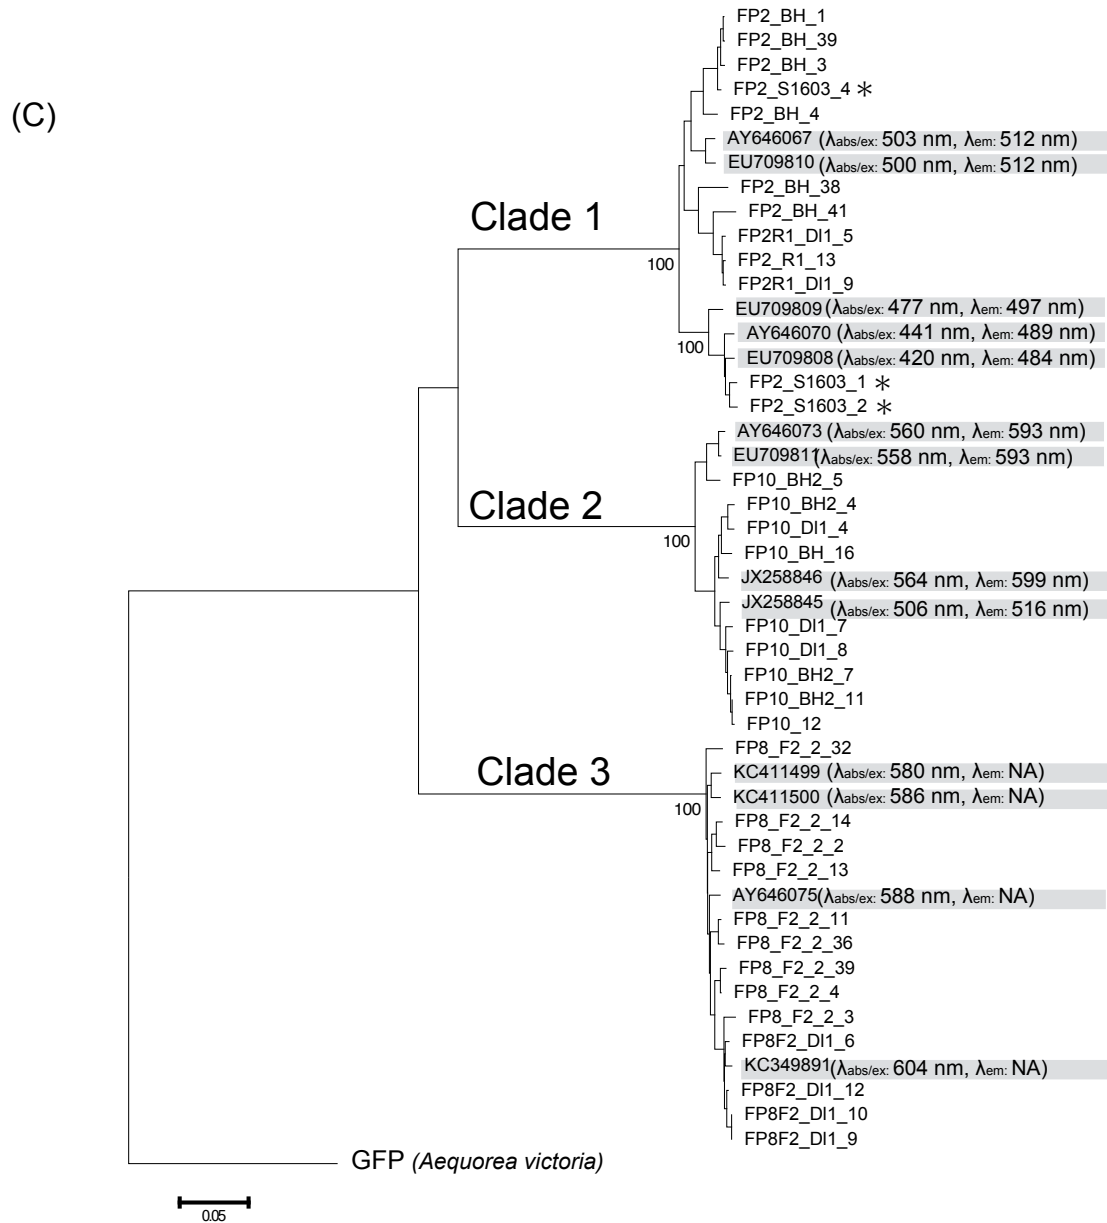 (C)
FP2_BH_1
FP2_BH_39
FP2_BH_3
FP2_S1603_4 *
FP2_BH_4
AY646067 (λabs/ex: 503 nm, λem: 512 nm)
EU709810 (λabs/ex: 500 nm, λem: 512 nm)
FP2_BH_38
Clade 1
FP2_BH_41
FP2R1_DI1_5
100
FP2_R1_13
FP2R1_DI1_9
EU709809(λabs/ex: 477 nm, λem: 497 nm)
AY646070 (λabs/ex: 441 nm, λem: 489 nm)
100
EU709808 (λabs/ex: 420 nm, λem: 484 nm)
FP2_S1603_1 *
FP2_S1603_2 *
AY646073 (λabs/ex: 560 nm, λem: 593 nm)
EU709811(λabs/ex: 558 nm, λem: 593 nm)
FP10_BH2_5
Clade 2
FP10_BH2_4
FP10_DI1_4
100
FP10_BH_16
JX258846 (λabs/ex: 564 nm, λem: 599 nm)
JX258845 (λabs/ex: 506 nm, λem: 516 nm)
FP10_DI1_7
FP10_DI1_8
FP10_BH2_7
FP10_BH2_11
FP10_12
FP8_F2_2_32
Clade 3
KC411499 (λabs/ex: 580 nm, λem: NA)
KC411500 (λabs/ex: 586 nm, λem: NA)
100
FP8_F2_2_14
FP8_F2_2_2
FP8_F2_2_13
AY646075(λabs/ex: 588 nm, λem: NA)
FP8_F2_2_11
FP8_F2_2_36
FP8_F2_2_39
FP8_F2_2_4
FP8_F2_2_3
FP8F2_DI1_6
KC349891(λabs/ex: 604 nm, λem: NA)
FP8F2_DI1_12
FP8F2_DI1_10
FP8F2_DI1_9
GFP (Aequorea victoria)
0.05